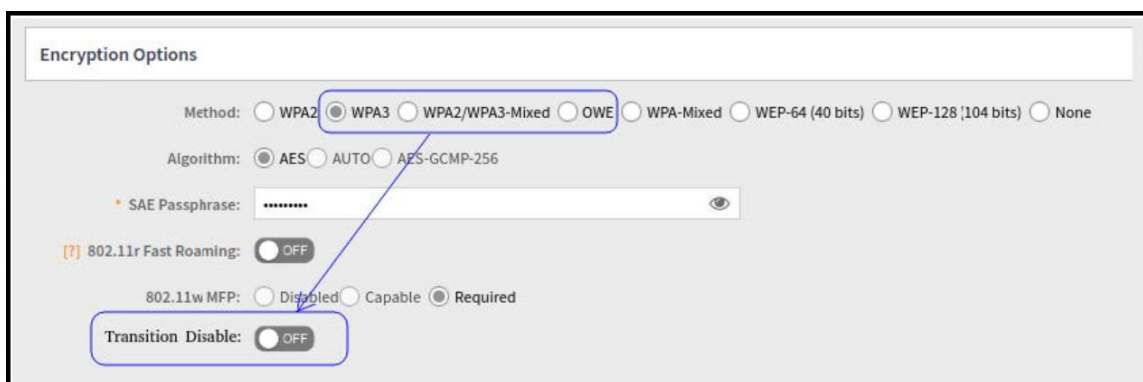 Encryption Options
Method: WPA2 WPA3 WPA2/WPA3-Mixed OWE WPA-Mixed WEP-64 (40 bits) WEP-128 (104 bits) None
Algorithm: AES AUTO AES-GCMP-256
* SAE Passphrase: •••••••••
[?] 802.11r Fast Roaming: OFF
802.11w MFP: Disabled Capable Required
Transition Disable: OFF